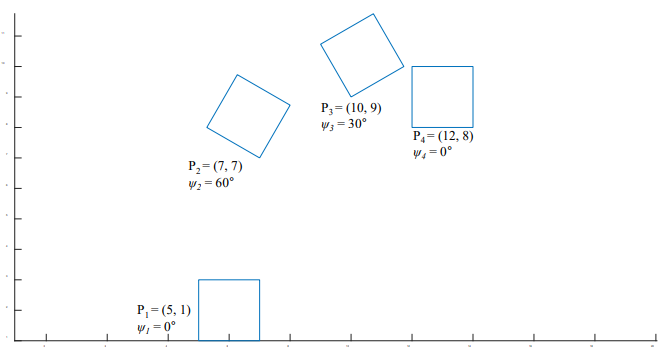 P3 = (10, 9)
ψ3 = 30°
P4 = (12, 8)
ψ4 = 0°
P2 = (7, 7)
ψ2 = 60°
P1 = (5, 1)
ψ1 = 0°